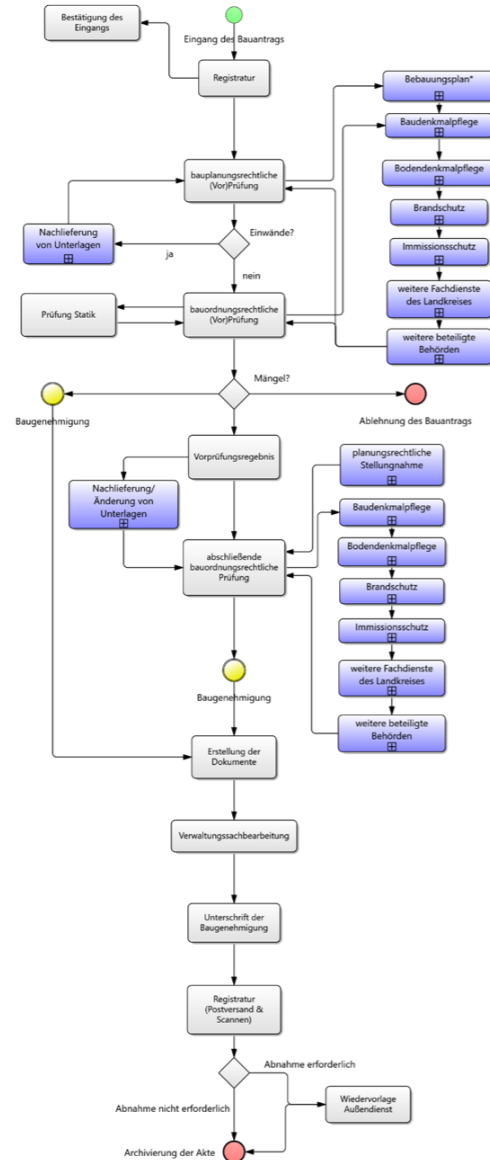 Bestätigung des
Eingangs
Eingang des Bauantrags
Registratur
Bebauungsplan*
Baudenkmalpflege
bauplanungsrechtliche
(Vor)Prüfung
Bodendenkmalpflege
Brandschutz
Nachlieferung
von Unterlagen
Einwände?
ja
Immissionsschutz
nein
weitere Fachdienste
des Landkreises
Prüfung Statik
bauordnungsrechtliche
(Vor)Prüfung
weitere beteiligte
Behörden
Mängel?
Baugenehmigung
Ablehnung des Bauantrags
Vorprüfungsregebnis
planungsrechtliche
Stellungnahme
Nachlieferung/
Änderung von
Unterlagen
Baudenkmalpflege
Bodendenkmalpflege
abschließende
bauordnungsrechtliche
Prüfung
Brandschutz
Immissionsschutz
weitere Fachdienste
des Landkreises
Baugenehmigung
weitere beteiligte
Behörden
Erstellung der
Dokumente
Verwaltungssachbearbeitung
Unterschrift der
Baugenehmigung
Registratur
(Postversand &
Scannen)
Abnahme erforderlich
Wiedervorlage
Außendienst
Abnahme nicht erforderlich
Archivierung der Akte